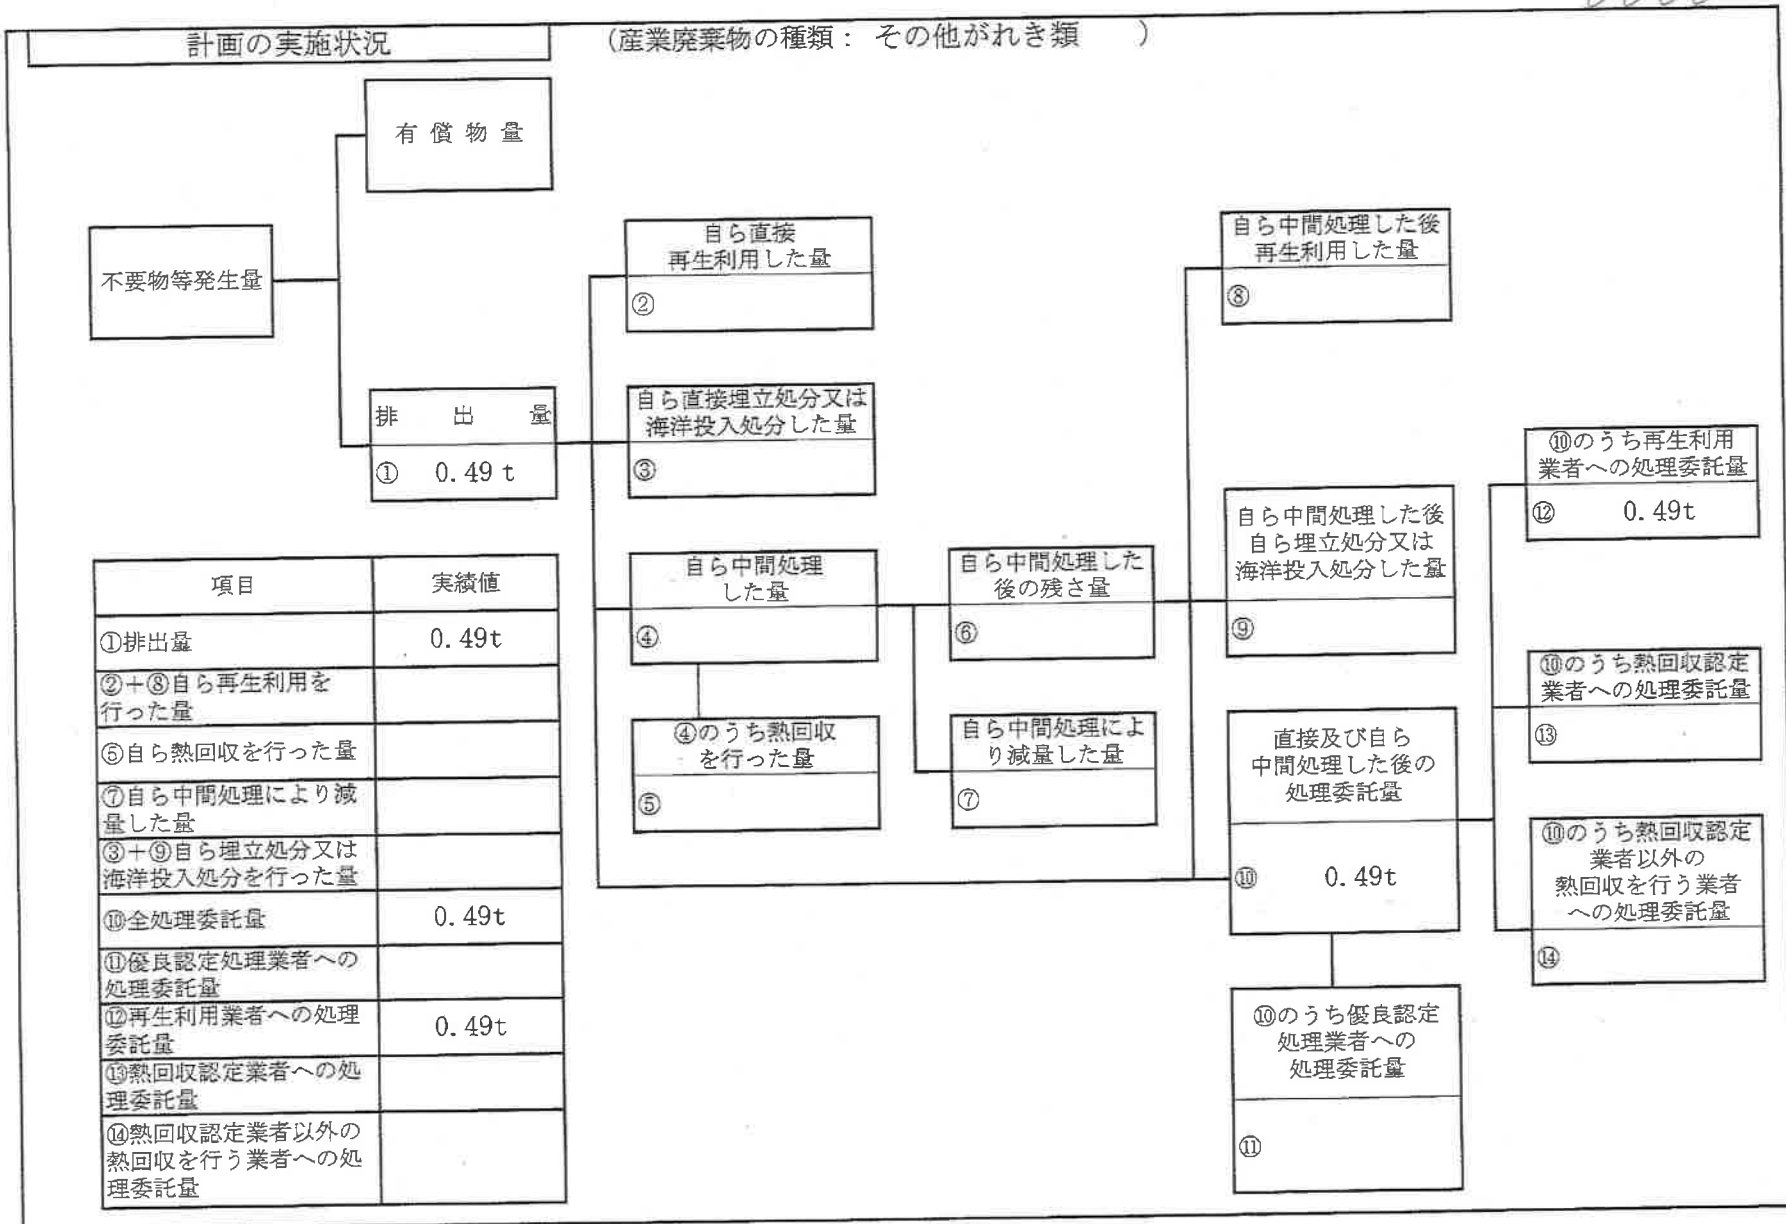 計画の実施状況
(産業廃棄物の種類： その他がれき類　　)
有 償 物 量
不要物等発生量
排　出　量
① 0.49 t
自ら直接
再生利用した量
②
自ら直接埋立処分又は
海洋投入処分した量
③
自ら中間処理
した量
④
④のうち熱回収
を行った量
⑤
自ら中間処理した
後の残さ量
⑥
自ら中間処理によ
り減量した量
⑦
自ら中間処理した後
再生利用した量
⑧
自ら中間処理した後
自ら埋立処分又は
海洋投入処分した量
⑨
直接及び自ら
中間処理した後の
処理委託量
⑩ 0.49t
⑩のうち優良認定
処理業者への
処理委託量
⑪
⑩のうち再生利用
業者への処理委託量
⑫ 0.49t
⑩のうち熱回収認定
業者への処理委託量
⑬
⑩のうち熱回収認定
業者以外の
熱回収を行う業者
への処理委託量
⑭
項目 実績値
①排出量 0.49t
②＋⑧自ら再生利用を
行った量
⑤自ら熱回収を行った量
⑦自ら中間処理により減
量した量
③＋⑨自ら埋立処分又は
海洋投入処分を行った量
⑩全処理委託量 0.49t
⑪優良認定処理業者への
処理委託量
⑫再生利用業者への処理
委託量 0.49t
⑬熱回収認定業者への処
理委託量
⑭熱回収認定業者以外の
熱回収を行う業者への処
理委託量